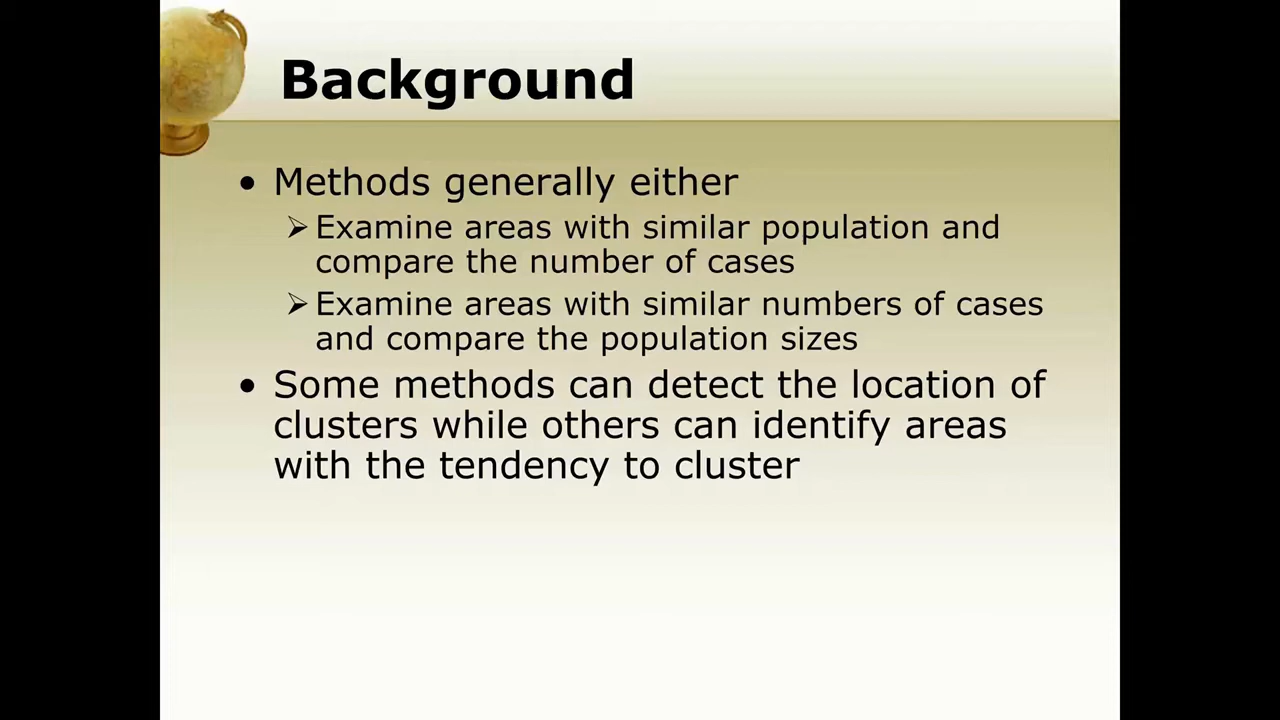 Background
• Methods generally either
➢ Examine areas with similar population and
compare the number of cases
➢ Examine areas with similar numbers of cases
and compare the population sizes
• Some methods can detect the location of
clusters while others can identify areas
with the tendency to cluster